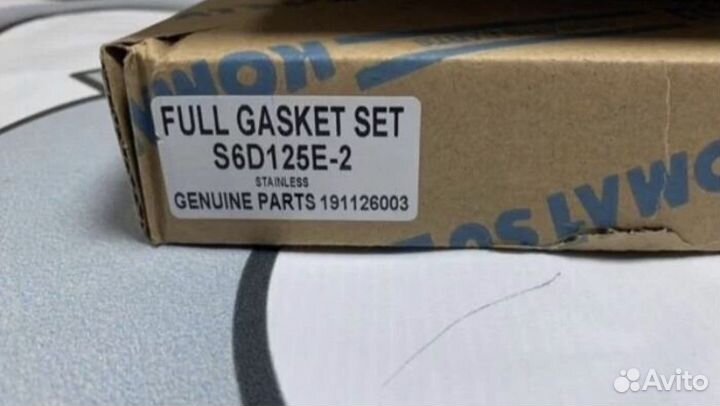 FULL GASKET SET
S6D125E-2
STAINLESS
GENUINE PARTS 191126003
Avito